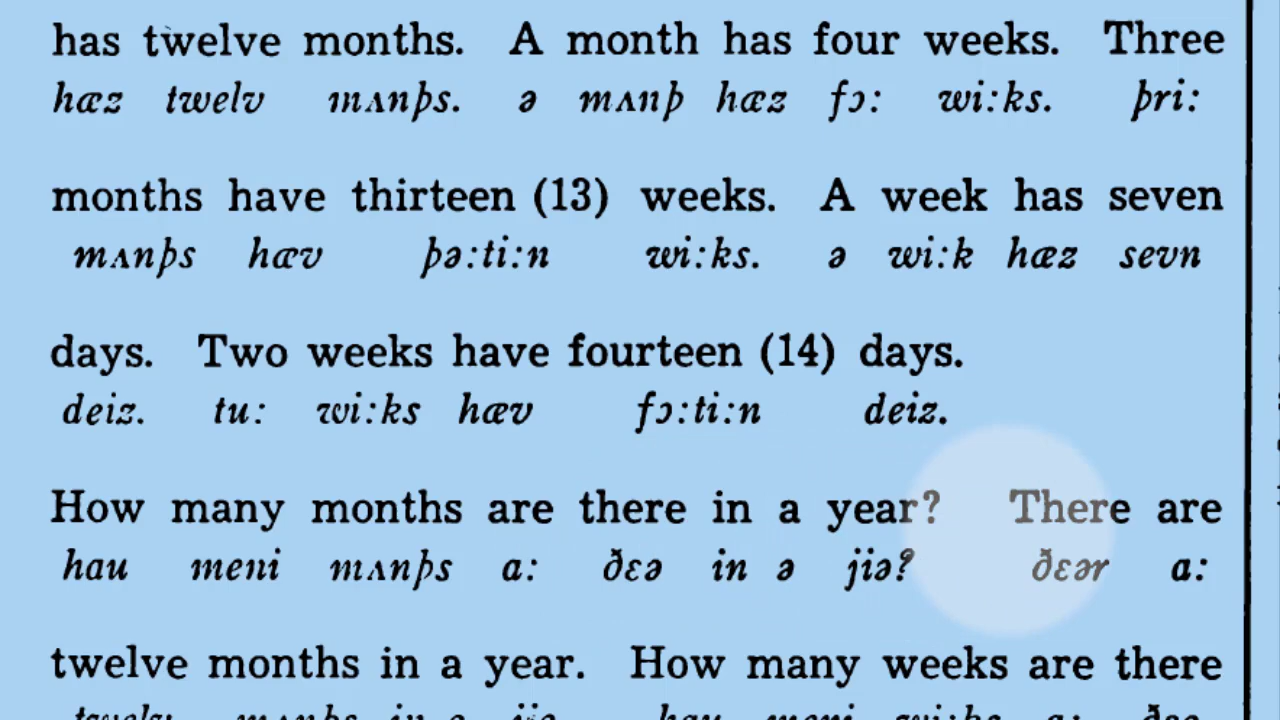 has twelve months. A month has four weeks. Three
hæz twelv mʌnþs. ə mʌnþ hæz fɔ: wi:ks. þri:
months have thirteen (13) weeks. A week has seven
mʌnþs hæv þə:ti:n wi:ks. ə wi:k hæz sevn
days. Two weeks have fourteen (14) days.
deiz. tu: wi:ks hæv fɔ:ti:n deiz.
How many months are there in a year? There are
hau meni mʌnþs a: ðɛə in ə jiə? ðɛər a:
twelve months in a year. How many weeks are there